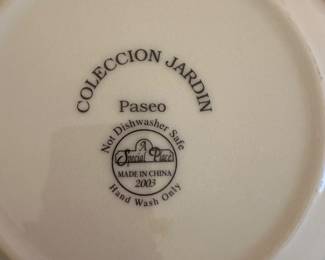 COLECCION JARDIN
Paseo
Not Dishwasher Safe
A
Special Place
MADE IN CHINA
2003
Hand Wash Only